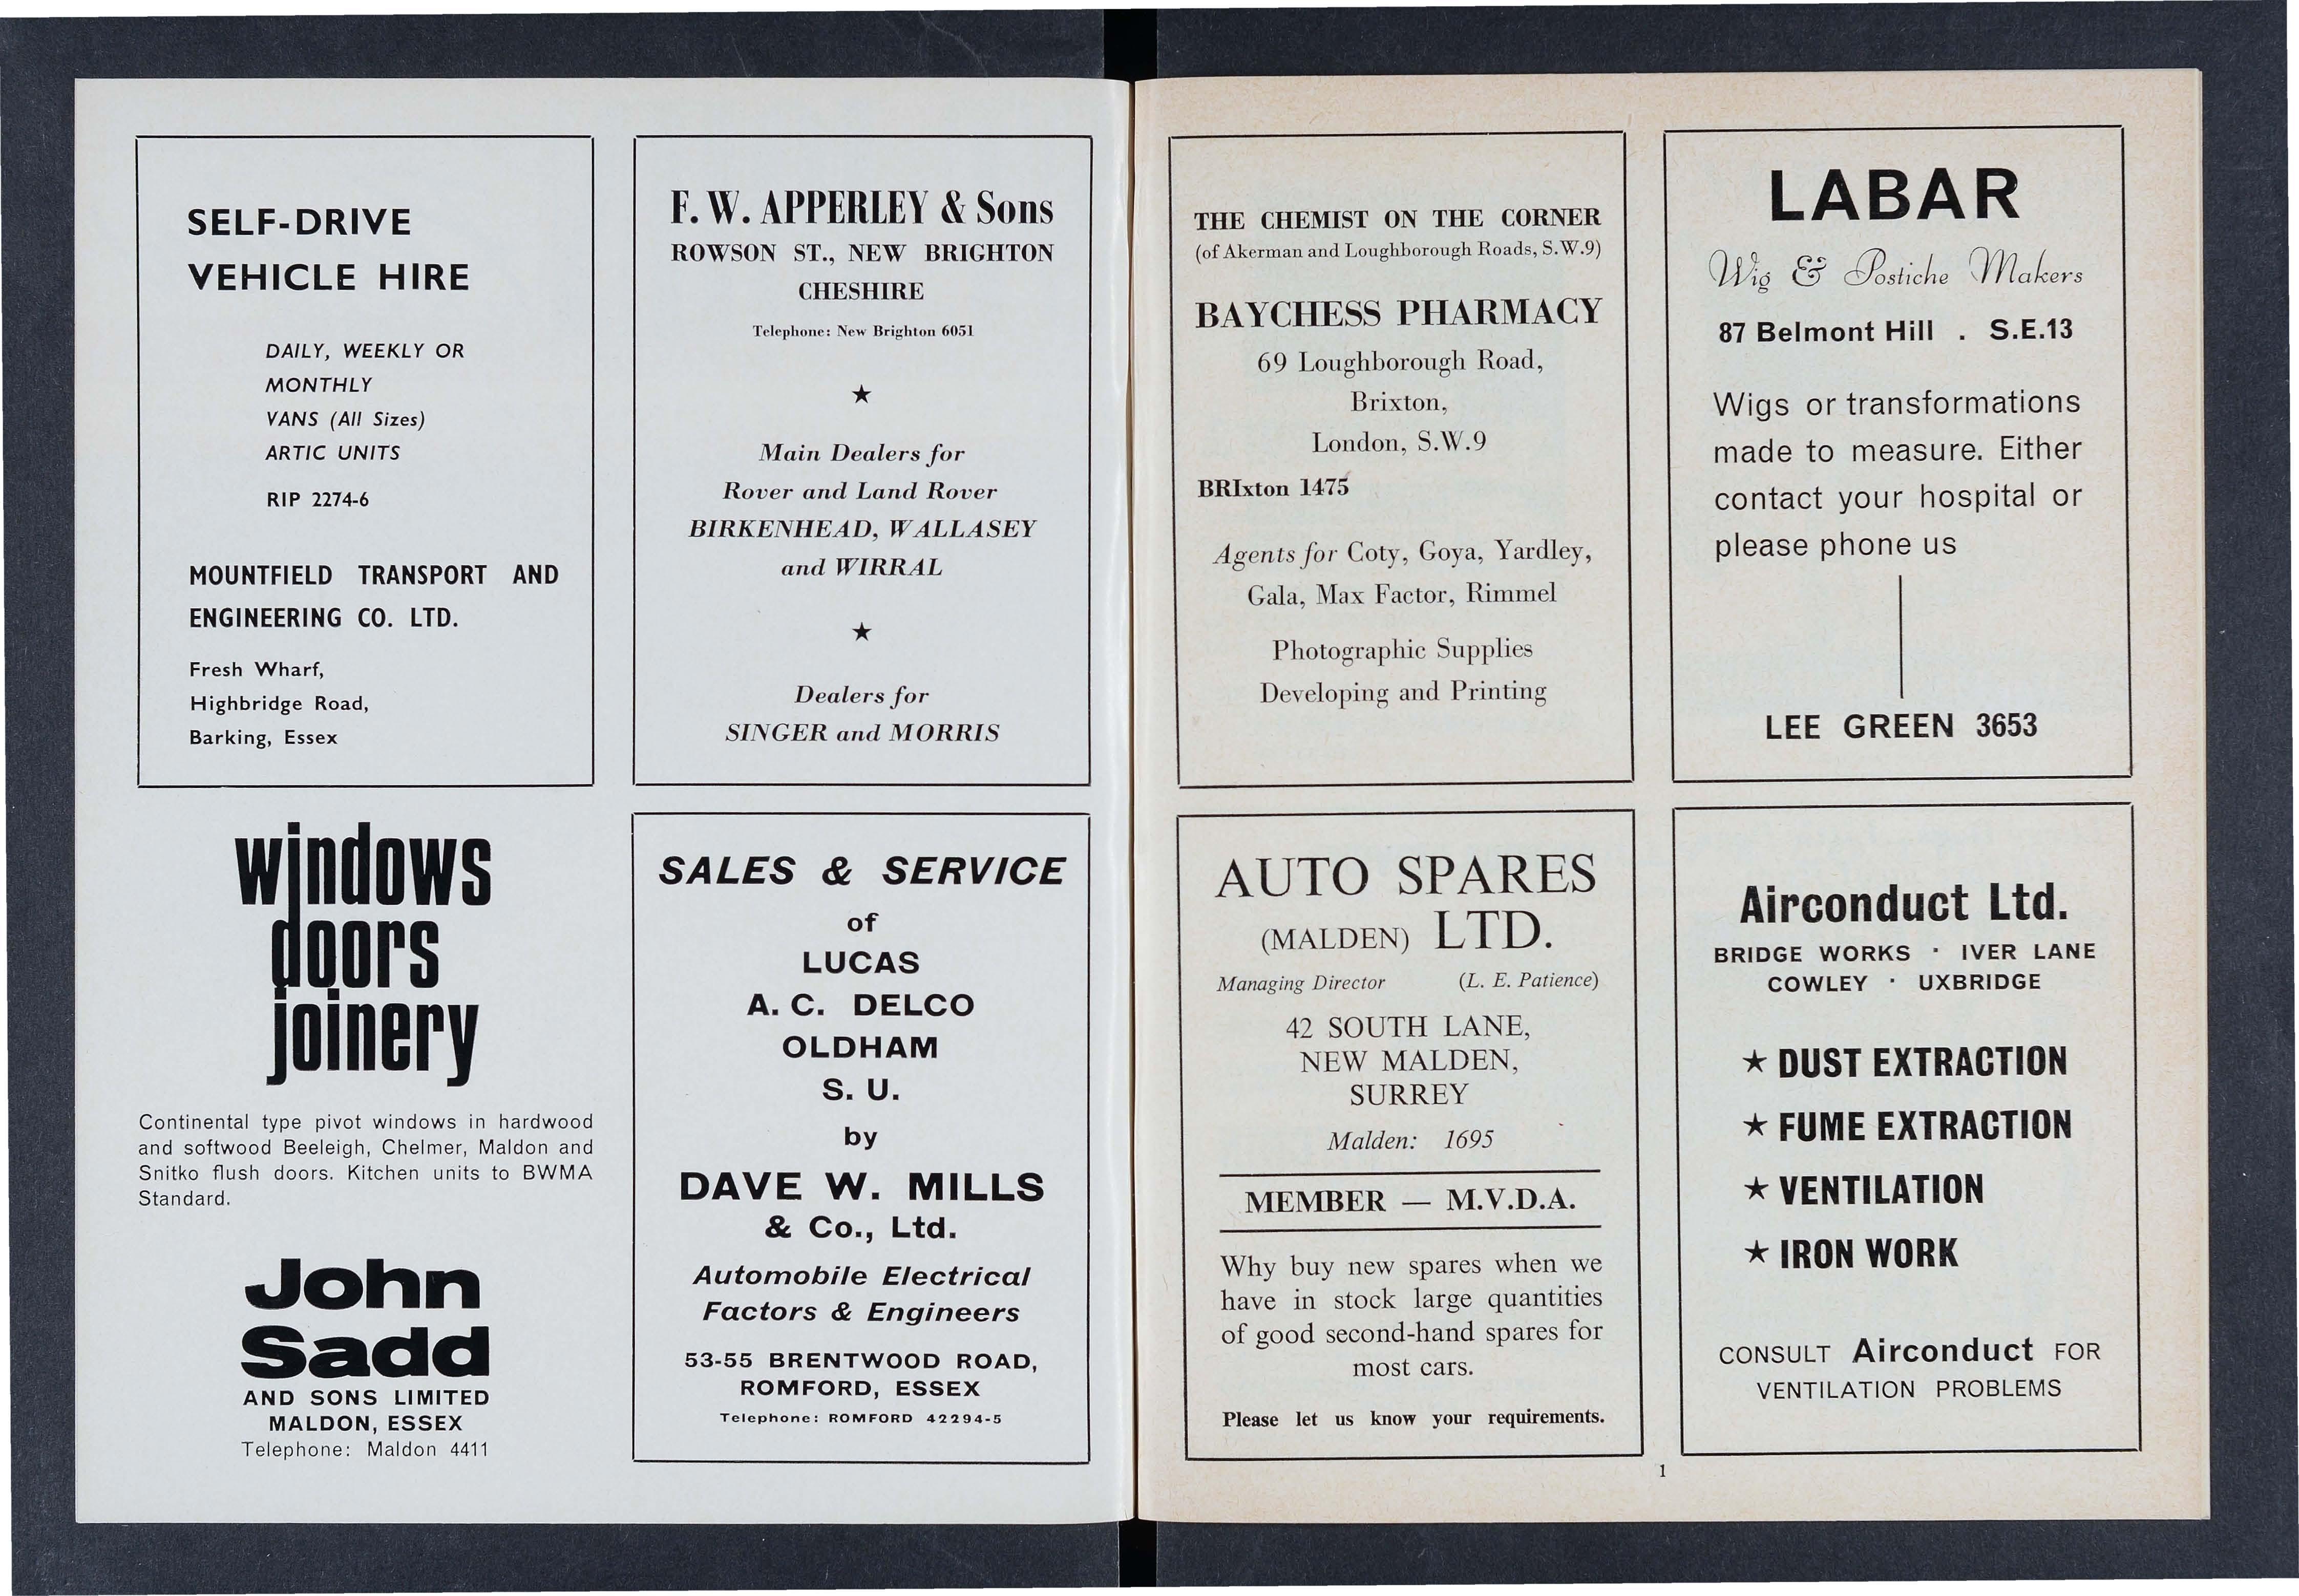 SELF-DRIVE
VEHICLE HIRE
DAILY, WEEKLY OR
MONTHLY
VANS (All Sizes)
ARTIC UNITS
RIP 2274-6
MOUNTFIELD TRANSPORT AND
ENGINEERING CO. LTD.
Fresh Wharf,
Highbridge Road,
Barking, Essex
F. W. APPERLEY & Sons
ROWSON ST., NEW BRIGHTON
CHESHIRE
Telephone: New Brighton 6051
★
Main Dealers for
Rover and Land Rover
BIRKENHEAD, WALLASEY
and WIRRAL
★
Dealers for
SINGER and MORRIS
windows
doors
joinery
Continental type pivot windows in hardwood
and softwood Beeleigh, Chelmer, Maldon and
Snitko flush doors. Kitchen units to BWMA
Standard.
John
Sadd
AND SONS LIMITED
MALDON, ESSEX
Telephone: Maldon 4411
SALES & SERVICE
of
LUCAS
A. C. DELCO
OLDHAM
S. U.
by
DAVE W. MILLS
& Co., Ltd.
Automobile Electrical
Factors & Engineers
53-55 BRENTWOOD ROAD,
ROMFORD, ESSEX
Telephone: ROMFORD 42294-5
THE CHEMIST ON THE CORNER
(of Akerman and Loughborough Roads, S.W.9)
BAYCHESS PHARMACY
69 Loughborough Road,
Brixton,
London, S.W.9
BRIxton 1475
Agents for Coty, Goya, Yardley,
Gala, Max Factor, Rimmel
Photographic Supplies
Developing and Printing
LABAR
Wig & Postiche Makers
87 Belmont Hill . S.E.13
Wigs or transformations
made to measure. Either
contact your hospital or
please phone us
LEE GREEN 3653
AUTO SPARES
(MALDEN) LTD.
Managing Director (L. E. Patience)
42 SOUTH LANE,
NEW MALDEN,
SURREY
Malden: 1695
MEMBER — M.V.D.A.
Why buy new spares when we
have in stock large quantities
of good second-hand spares for
most cars.
Please let us know your requirements.
Airconduct Ltd.
BRIDGE WORKS · IVER LANE
COWLEY · UXBRIDGE
★ DUST EXTRACTION
★ FUME EXTRACTION
★ VENTILATION
★ IRON WORK
CONSULT Airconduct FOR
VENTILATION PROBLEMS
1